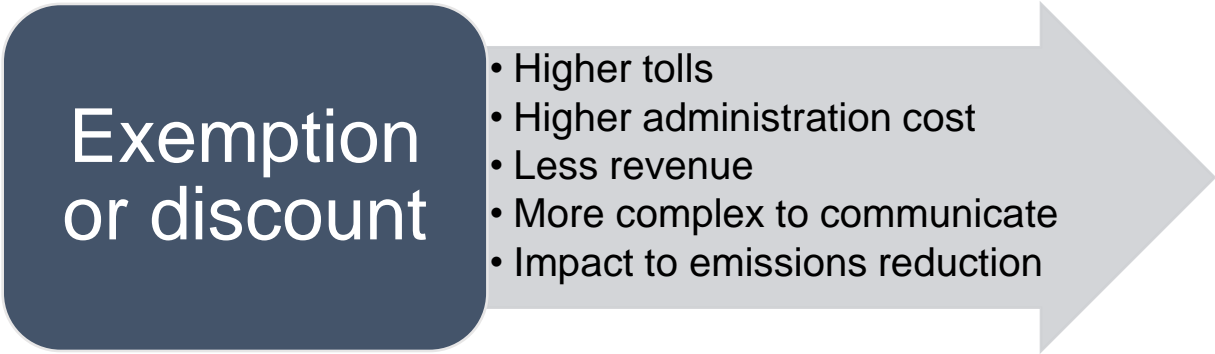 Exemption
or discount
• Higher tolls
• Higher administration cost
• Less revenue
• More complex to communicate
• Impact to emissions reduction